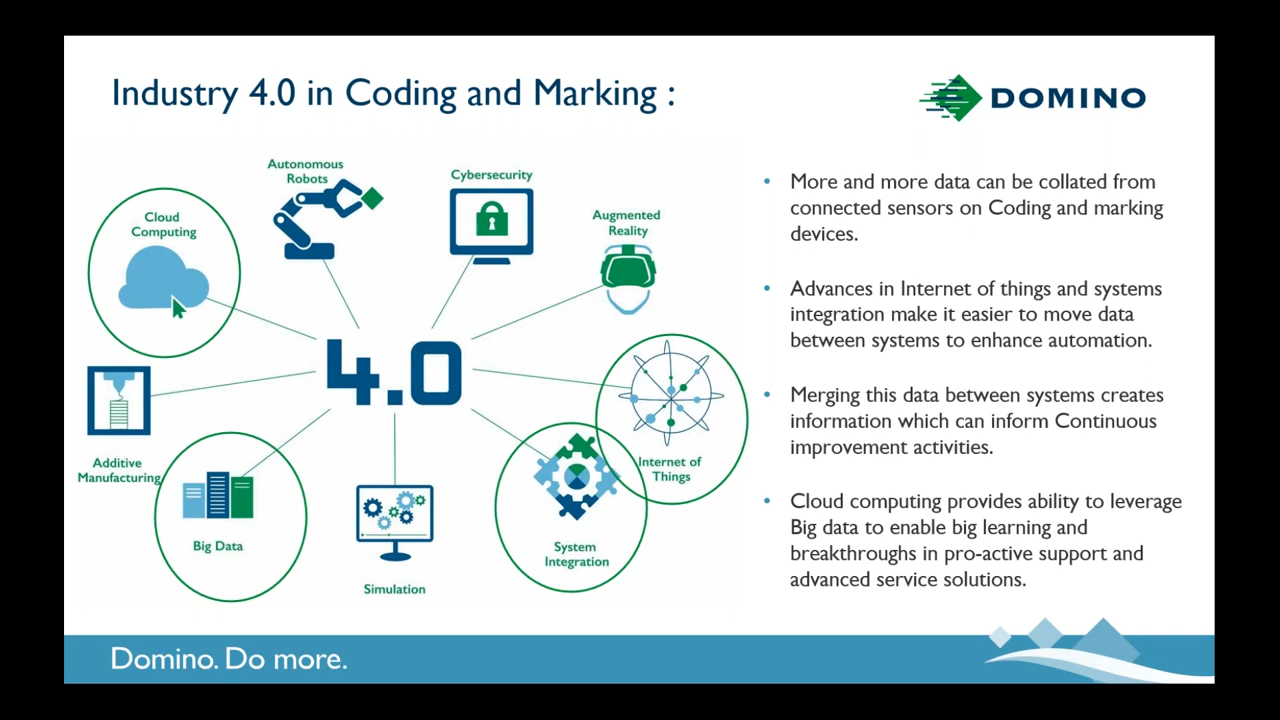 Industry 4.0 in Coding and Marking :
DOMINO
Autonomous
Robots
Cybersecurity
Cloud
Computing
Augmented
Reality
4.0
Additive
Manufacturing
Internet of
Things
Big Data
System
Integration
Simulation
• More and more data can be collated from
connected sensors on Coding and marking
devices.
• Advances in Internet of things and systems
integration make it easier to move data
between systems to enhance automation.
• Merging this data between systems creates
information which can inform Continuous
improvement activities.
• Cloud computing provides ability to leverage
Big data to enable big learning and
breakthroughs in pro-active support and
advanced service solutions.
Domino. Do more.